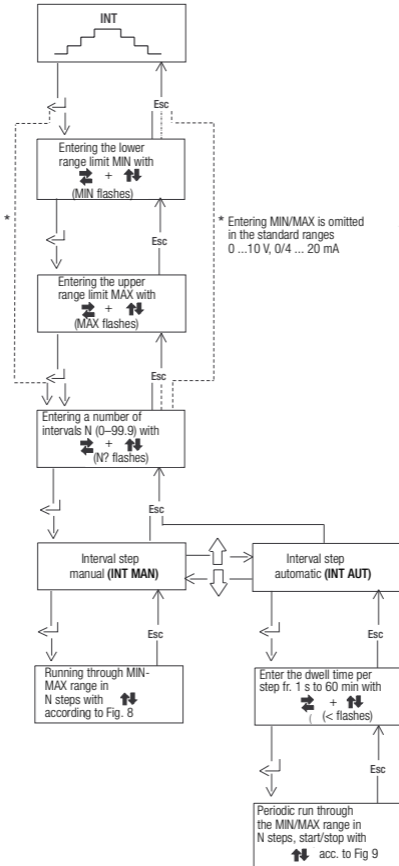 INT
Esc
Entering the lower
range limit MIN with
+
(MIN flashes)
*
* Entering MIN/MAX is omitted
in the standard ranges
0 ...10 V, 0/4 ... 20 mA
Esc
Entering the upper
range limit MAX with
+
(MAX flashes)
Esc
Entering a number of
intervals N (0–99.9) with
+
(N? flashes)
Esc
Interval step
manual (INT MAN)
Interval step
automatic (INT AUT)
Esc
Esc
Running through MIN-
MAX range in
N steps with
according to Fig. 8
Enter the dwell time per
step fr. 1 s to 60 min with
+
( (< flashes)
Esc
Periodic run through
the MIN/MAX range in
N steps, start/stop with
acc. to Fig 9